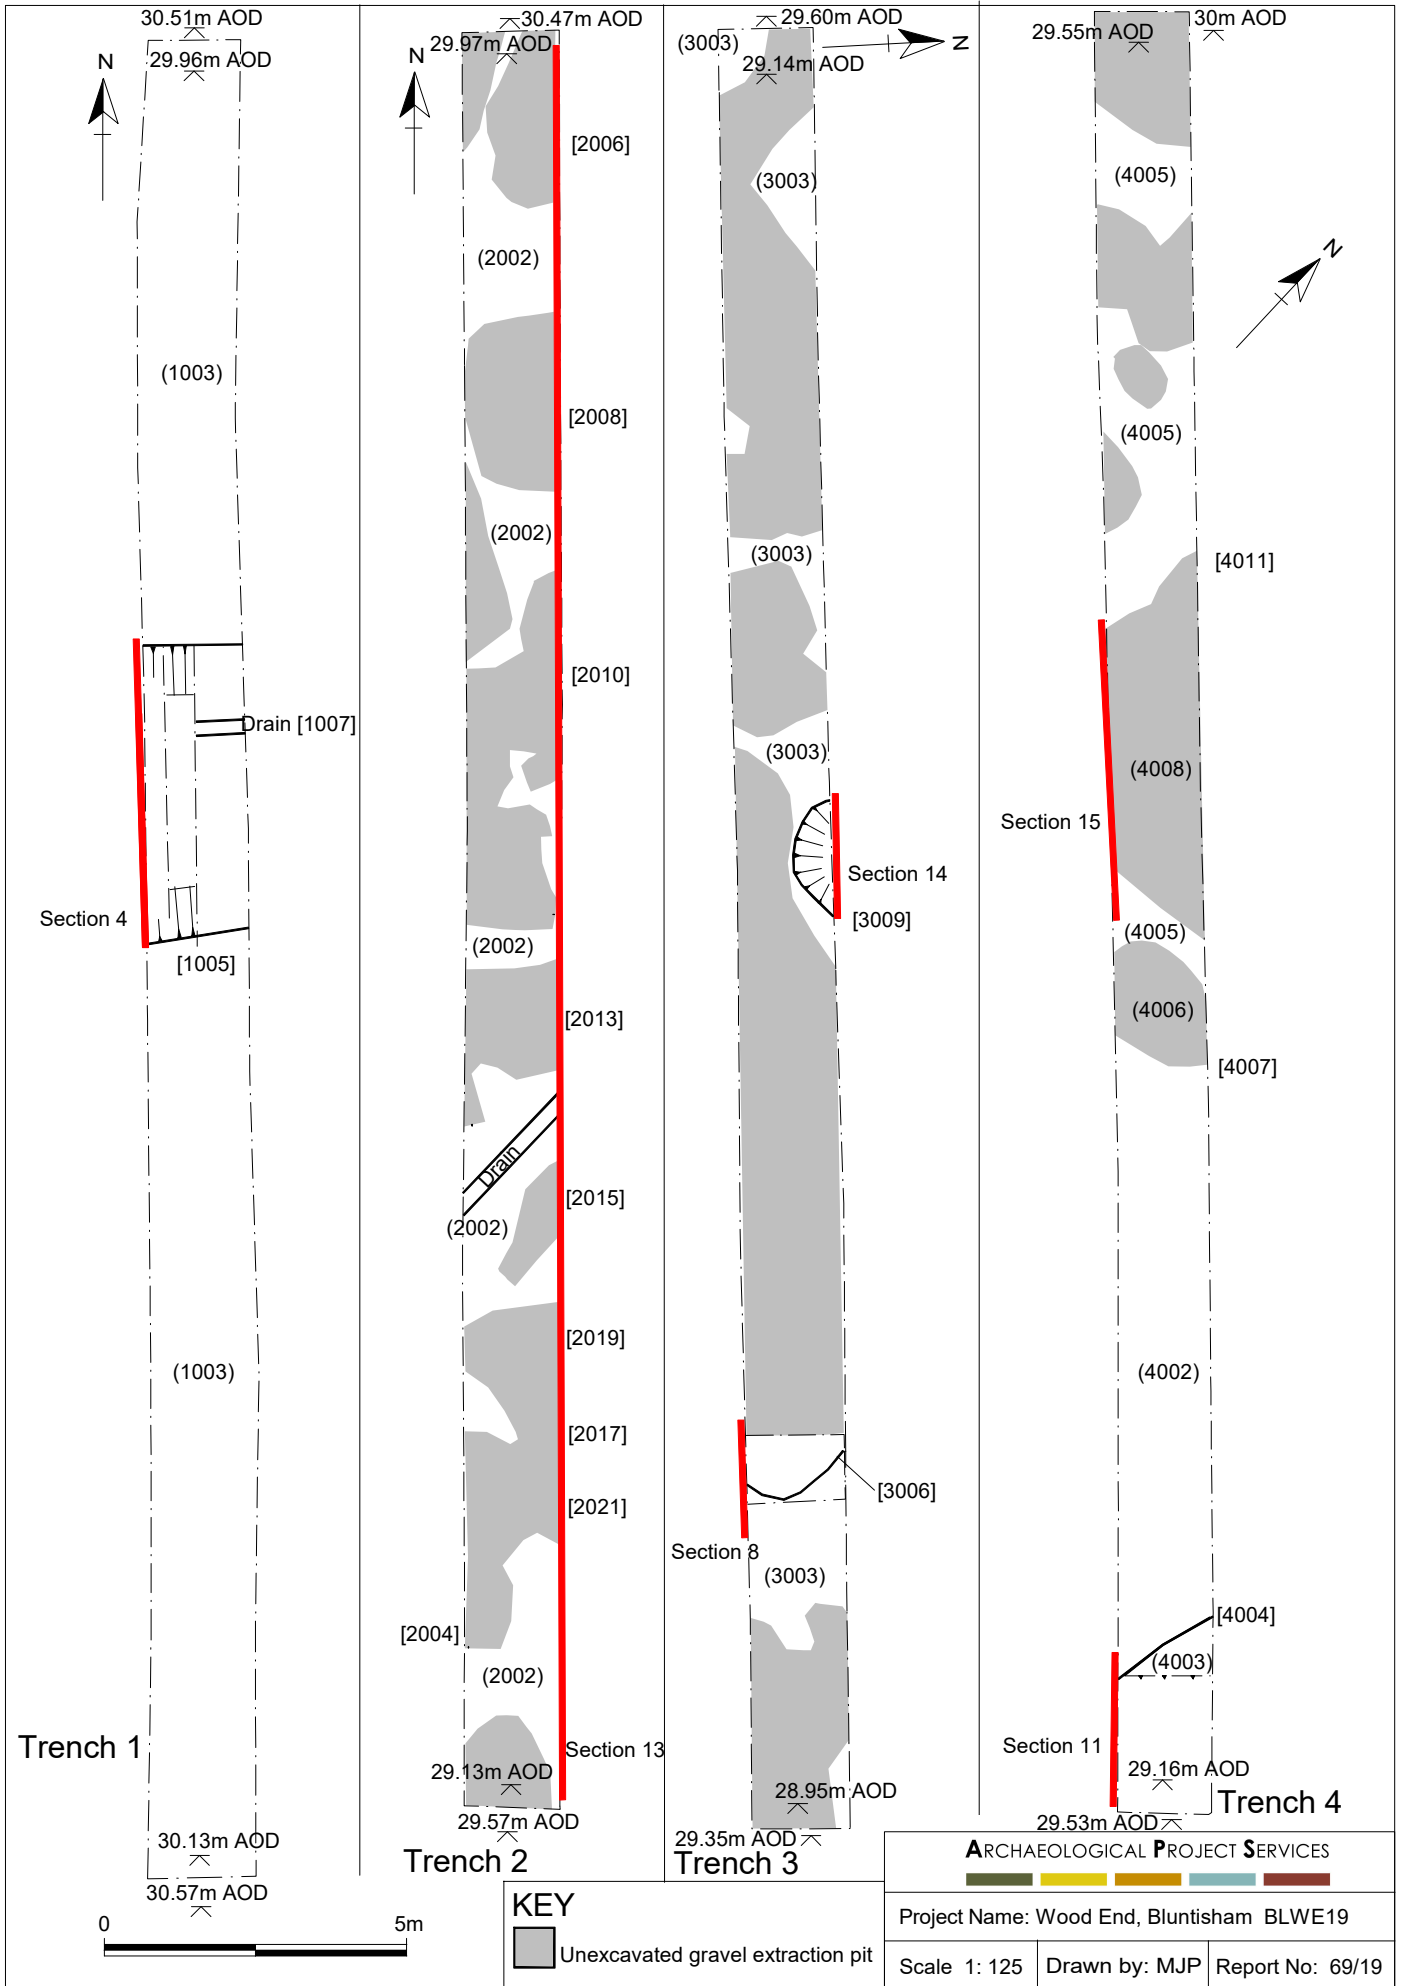 30.51m AOD
N
29.96m AOD
(1003)
Drain [1007]
Section 4
[1005]
(1003)
Trench 1
30.13m AOD
30.57m AOD
0 5m
30.47m AOD
29.97m AOD
N
[2006]
(2002)
[2008]
(2002)
[2010]
(2002)
[2013]
Drain
[2015]
(2002)
[2019]
[2017]
[2021]
[2004]
(2002)
Section 13
29.13m AOD
29.57m AOD
Trench 2
29.60m AOD
(3003)
N
29.14m AOD
(3003)
(3003)
(3003)
Section 14
[3009]
[3006]
Section 8
(3003)
28.95m AOD
29.35m AOD
Trench 3
30m AOD
29.55m AOD
(4005)
N
(4005)
[4011]
(4008)
Section 15
(4005)
(4006)
[4007]
(4002)
[4004]
(4003)
Section 11
29.16m AOD
Trench 4
29.53m AOD
KEY
Unexcavated gravel extraction pit
ARCHAEOLOGICAL PROJECT SERVICES
Project Name: Wood End, Bluntisham BLWE19
Scale 1: 125
Drawn by: MJP
Report No: 69/19